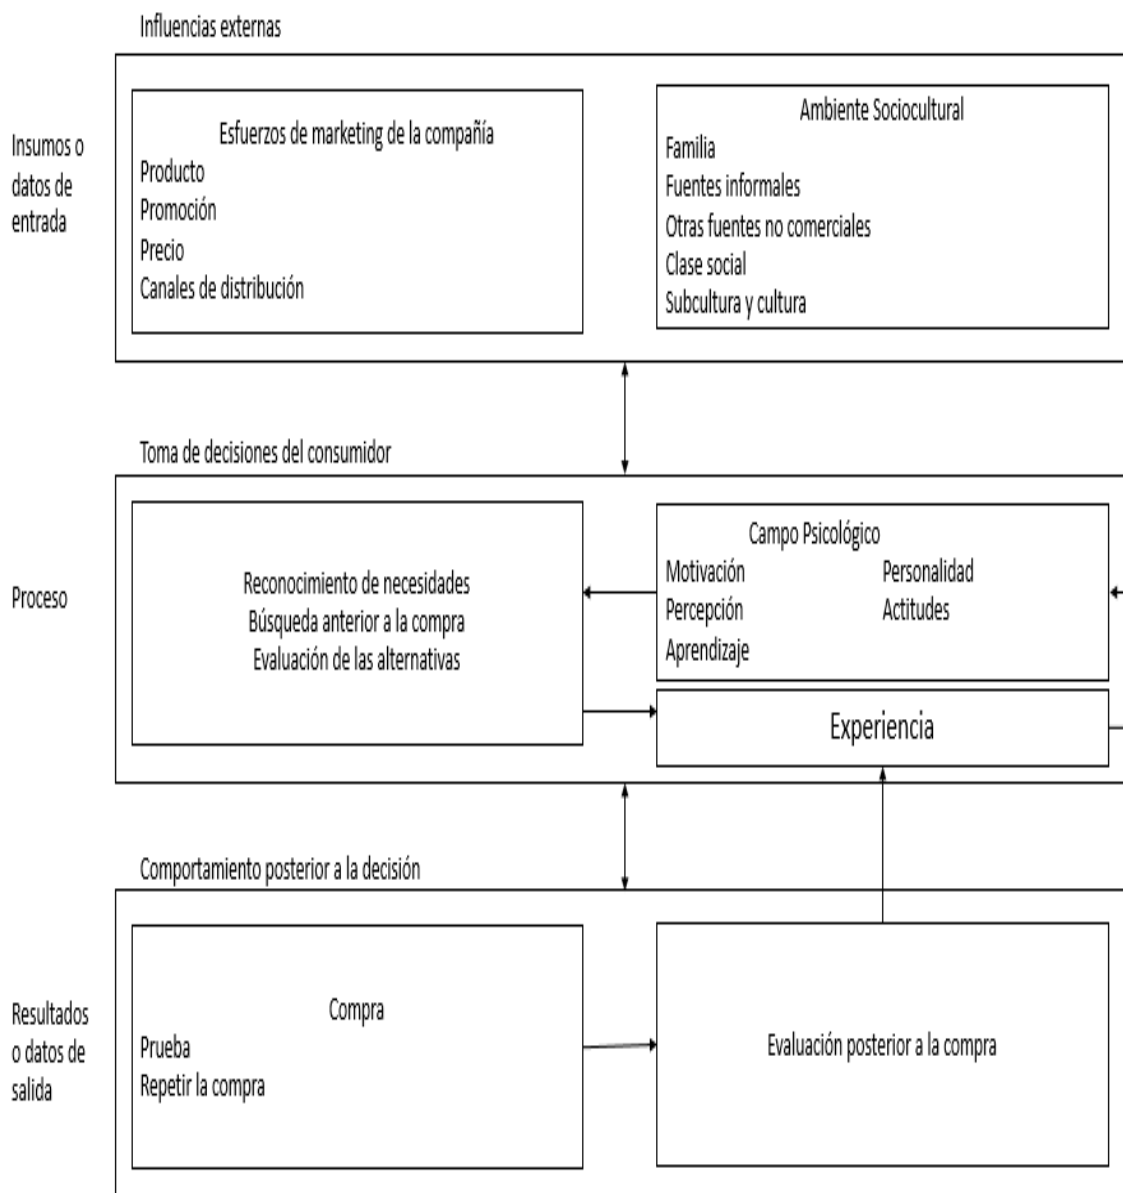 Influencias externas
Insumos o
datos de
entrada
Esfuerzos de marketing de la compañía
Producto
Promoción
Precio
Canales de distribución
Ambiente Sociocultural
Familia
Fuentes informales
Otras fuentes no comerciales
Clase social
Subcultura y cultura
Toma de decisiones del consumidor
Proceso
Reconocimiento de necesidades
Búsqueda anterior a la compra
Evaluación de las alternativas
Campo Psicológico
Motivación Personalidad
Percepción Actitudes
Aprendizaje
Experiencia
Comportamiento posterior a la decisión
Resultados
o datos de
salida
Compra
Prueba
Repetir la compra
Evaluación posterior a la compra